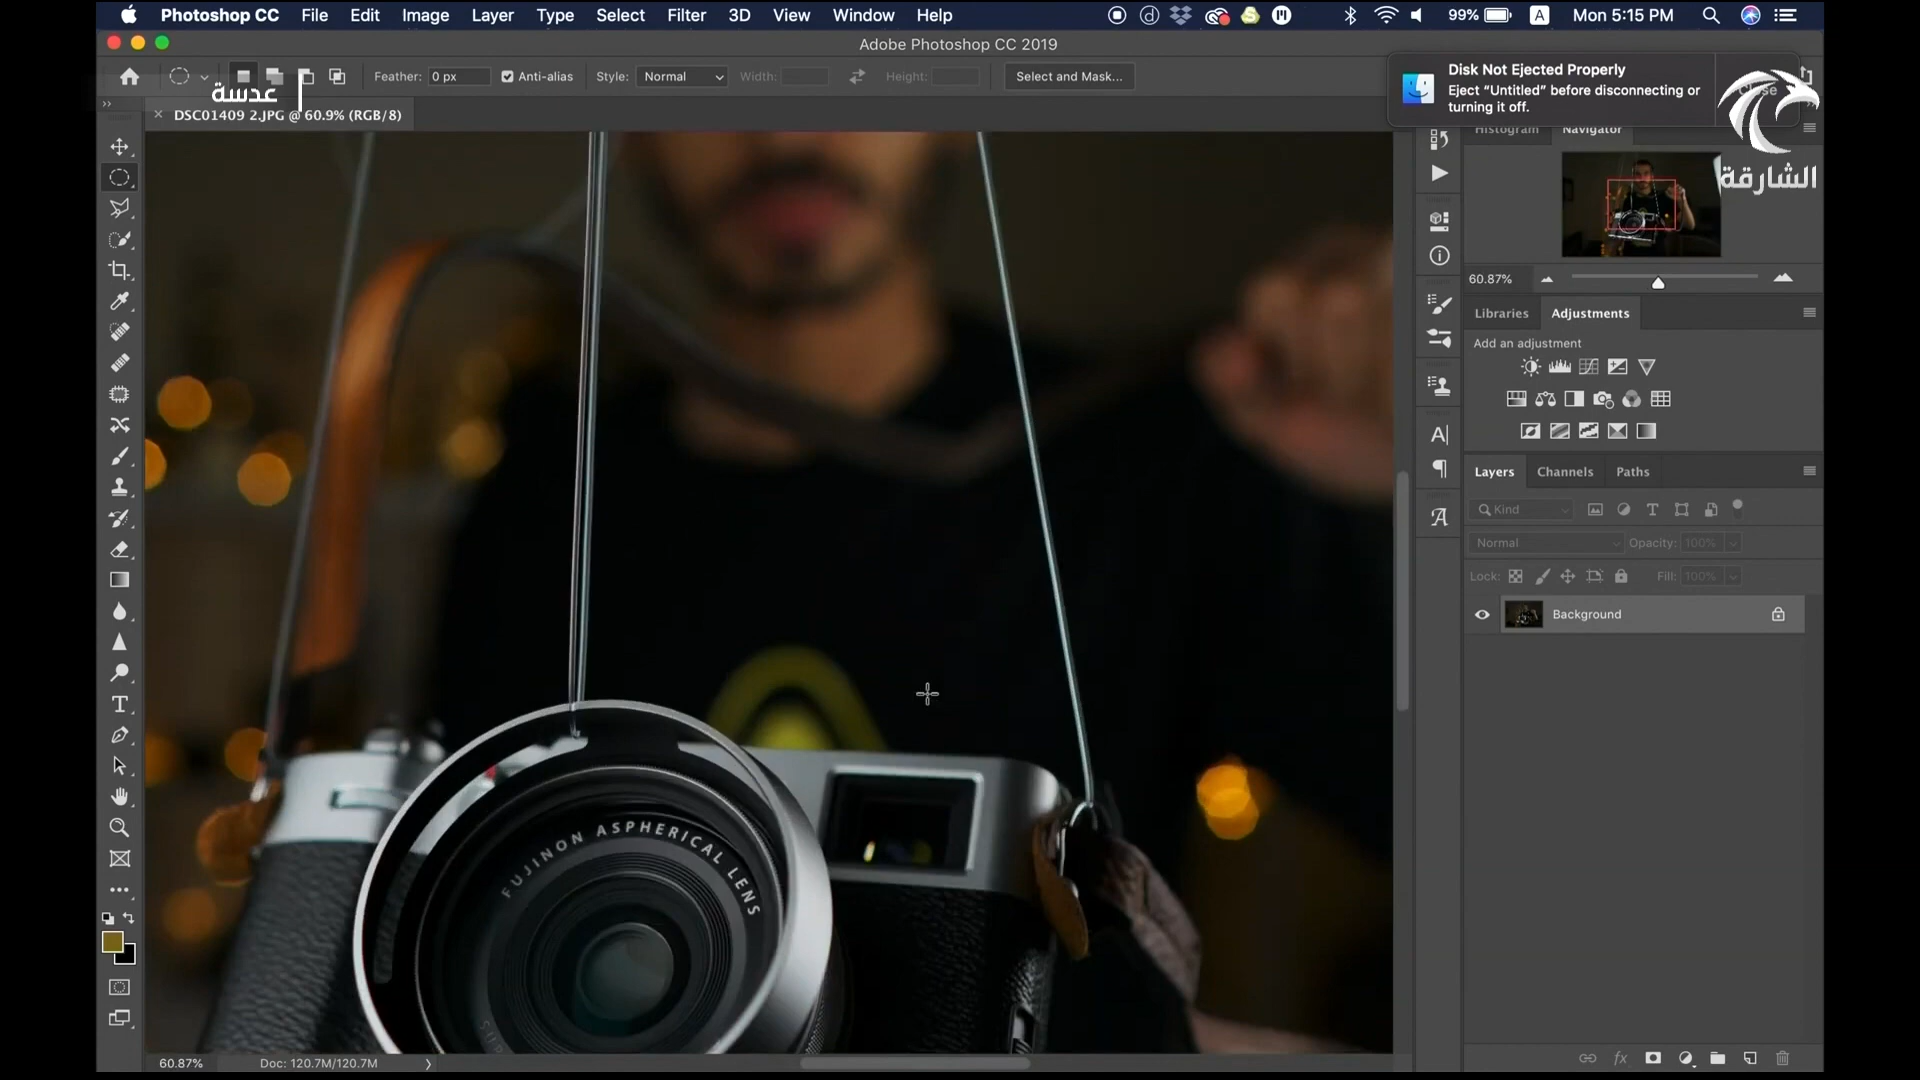 Photoshop CC File Edit Image Layer Type Select Filter 3D View Window Help 99% A Mon 5:15 PM
Adobe Photoshop CC 2019
Feather: 0 px Anti-alias Style: Normal Width: Height: Select and Mask...
عدسة
Disk Not Ejected Properly
Eject “Untitled” before disconnecting or
turning it off.
Close
الشارقة
DSC01409 2.JPG @ 60.9% (RGB/8)
Histogram Navigator
60.87%
Libraries Adjustments
Add an adjustment
Layers Channels Paths
Kind
Normal Opacity: 100%
Lock: Fill: 100%
Background
FUJINON ASPHERICAL LENS
60.87% Doc: 120.7M/120.7M